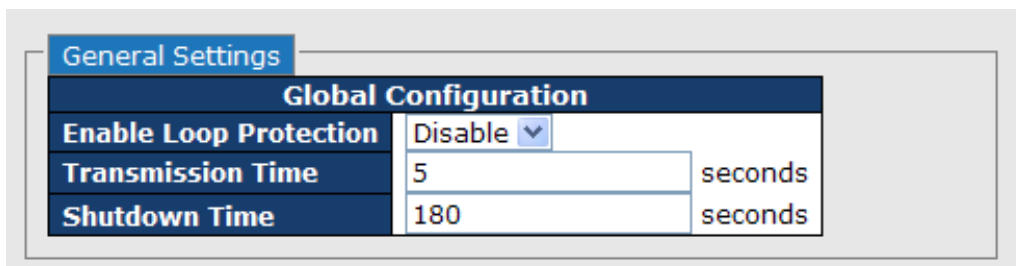 General Settings
Global Configuration
Enable Loop Protection Disable
Transmission Time 5 seconds
Shutdown Time 180 seconds